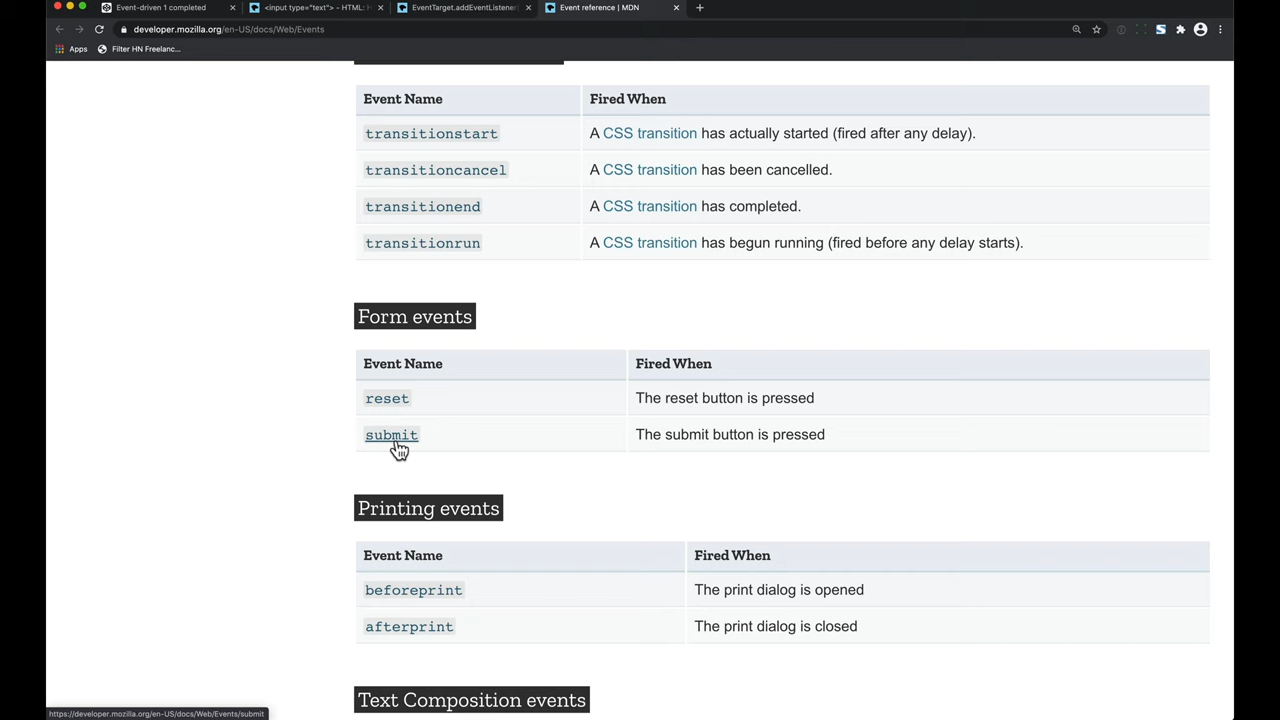 Event-driven 1 completed
<input type="text"> - HTML: H
EventTarget.addEventListener
Event reference | MDN
developer.mozilla.org/en-US/docs/Web/Events
Apps
Filter HN Freelanc...
Event Name
Fired When
transitionstart
A CSS transition has actually started (fired after any delay).
transitioncancel
A CSS transition has been cancelled.
transitionend
A CSS transition has completed.
transitionrun
A CSS transition has begun running (fired before any delay starts).
Form events
Event Name
Fired When
reset
The reset button is pressed
submit
The submit button is pressed
Printing events
Event Name
Fired When
beforeprint
The print dialog is opened
afterprint
The print dialog is closed
Text Composition events
https://developer.mozilla.org/en-US/docs/Web/Events/submit